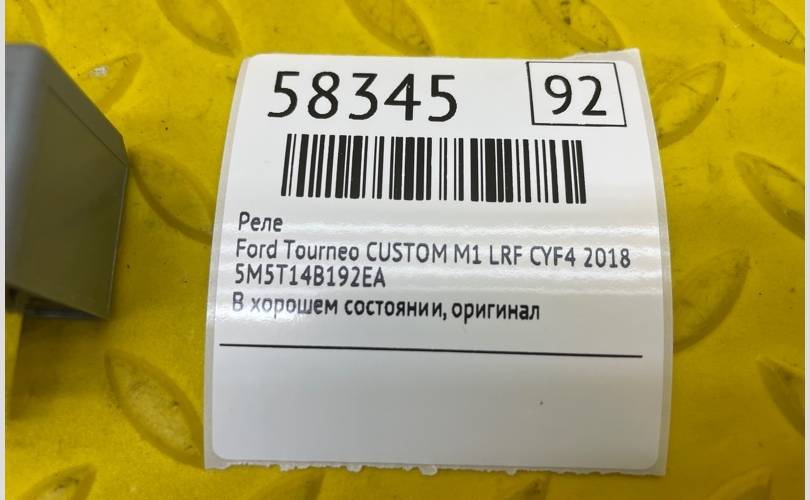 58345 92
Реле
Ford Tourneo CUSTOM M1 LRF CYF4 2018
5M5T14B192EA
В хорошем состоянии, оригинал